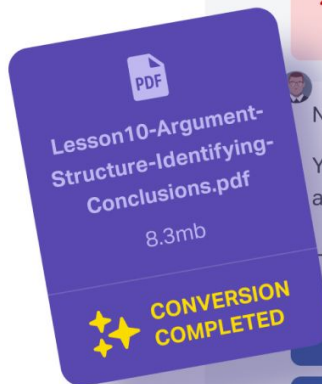 PDF
Lesson10-Argument-
Structure-Identifying-
Conclusions.pdf
8.3mb
CONVERSION
COMPLETED
N
Y
a